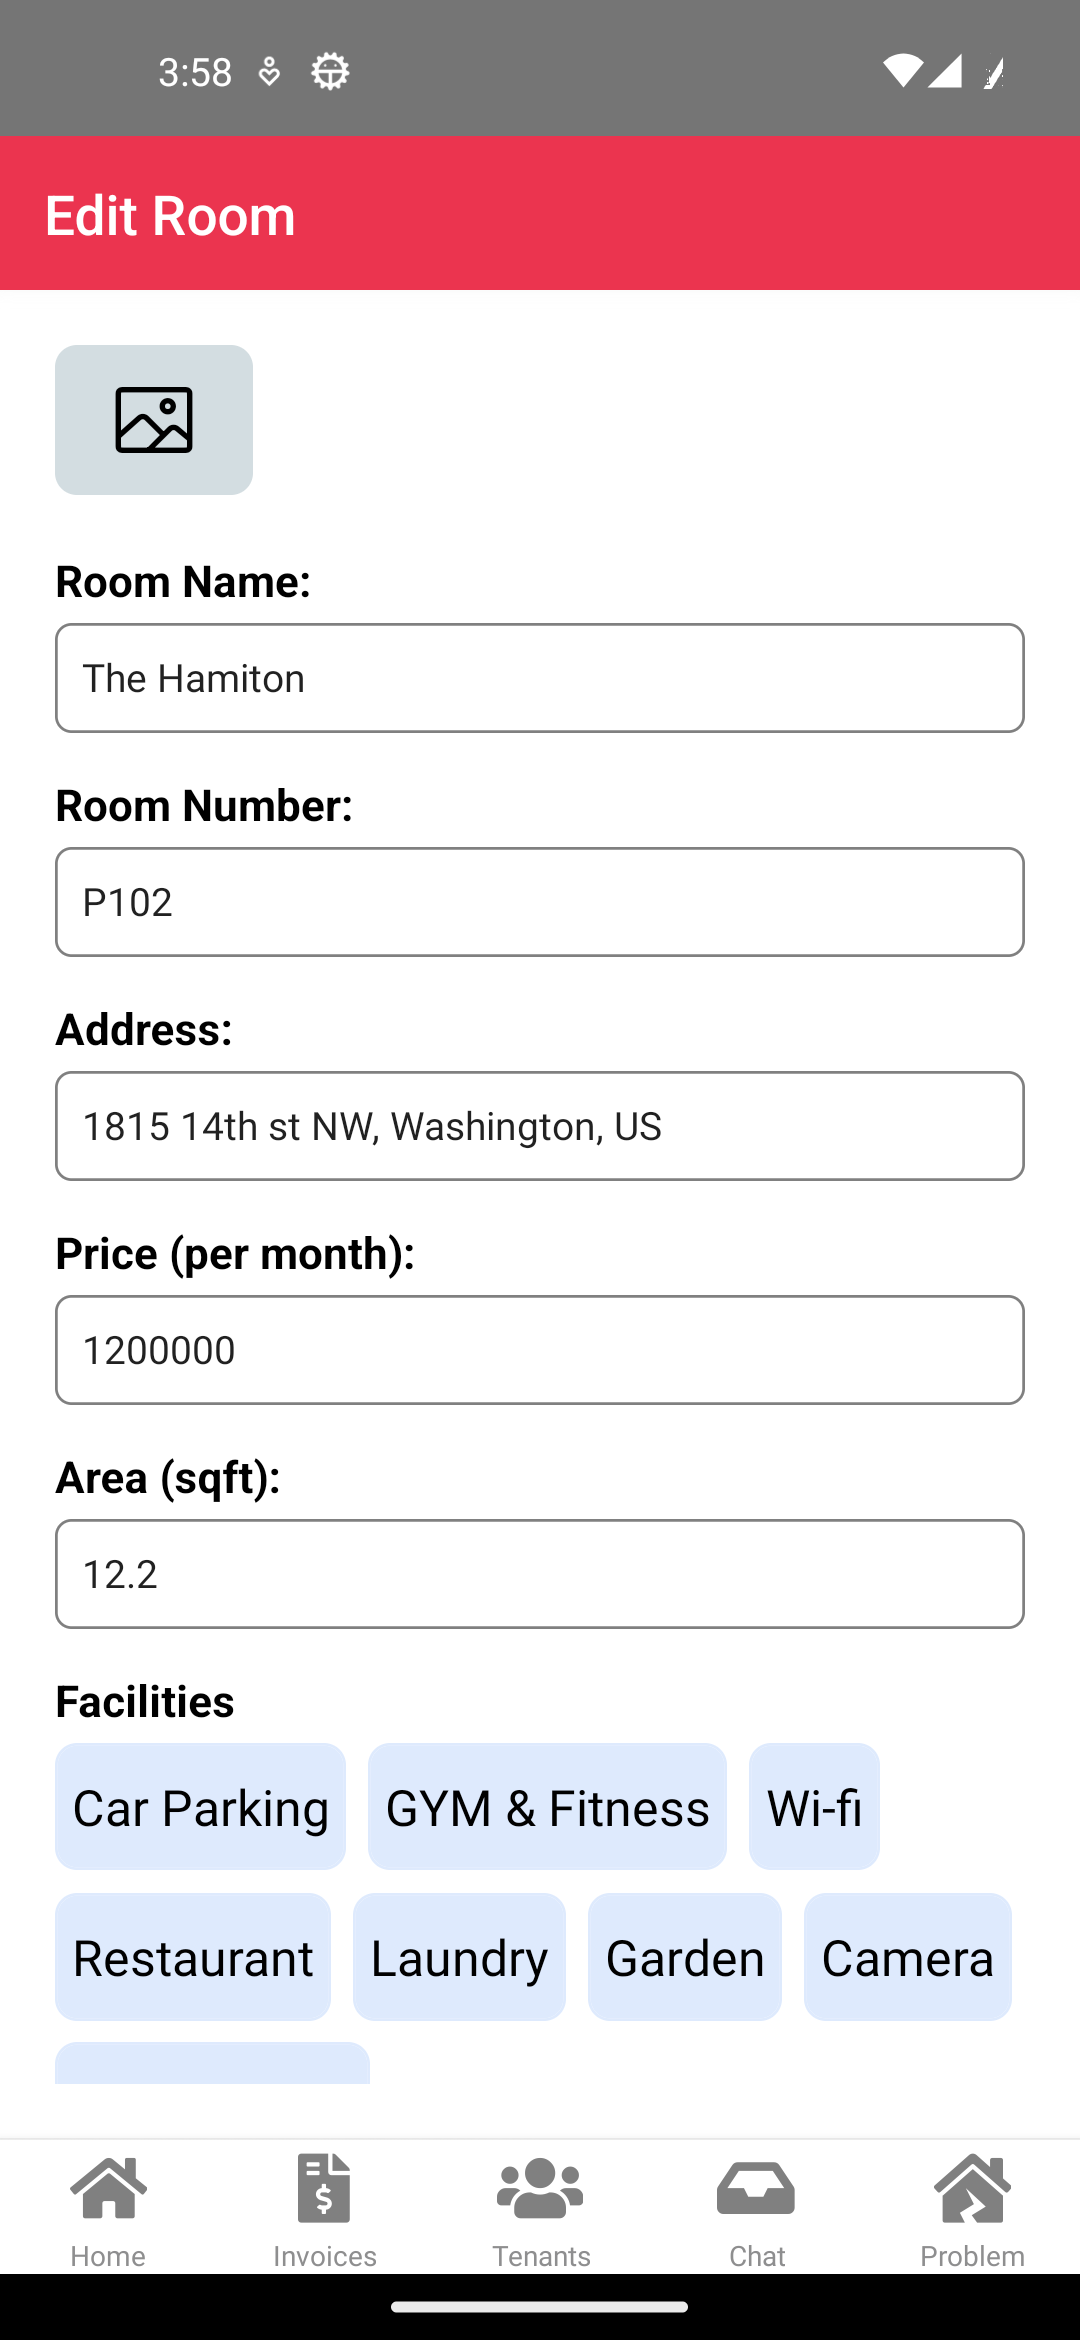 3:58
Edit Room
Room Name:
The Hamiton
Room Number:
P102
Address:
1815 14th st NW, Washington, US
Price (per month):
1200000
Area (sqft):
12.2
Facilities
Car Parking GYM & Fitness Wi-fi
Restaurant Laundry Garden Camera
Home Invoices Tenants Chat Problem